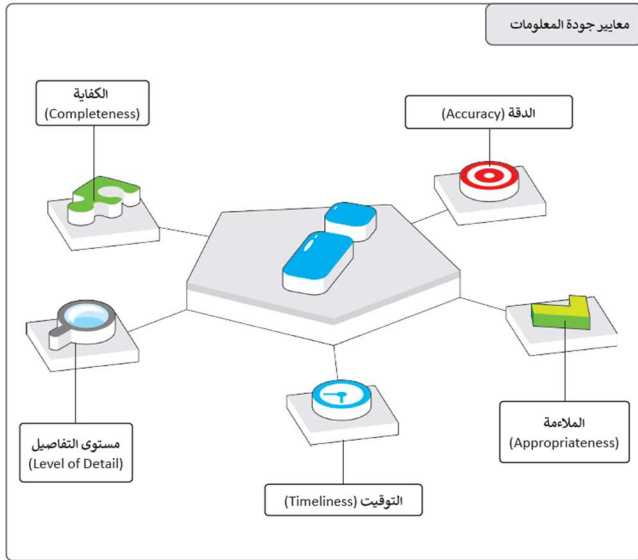 معايير جودة المعلومات
الدقة (Accuracy)
الكفاية
(Completeness)
الملاءمة
(Appropriateness)
مستوى التفاصيل
(Level of Detail)
التوقيت (Timeliness)